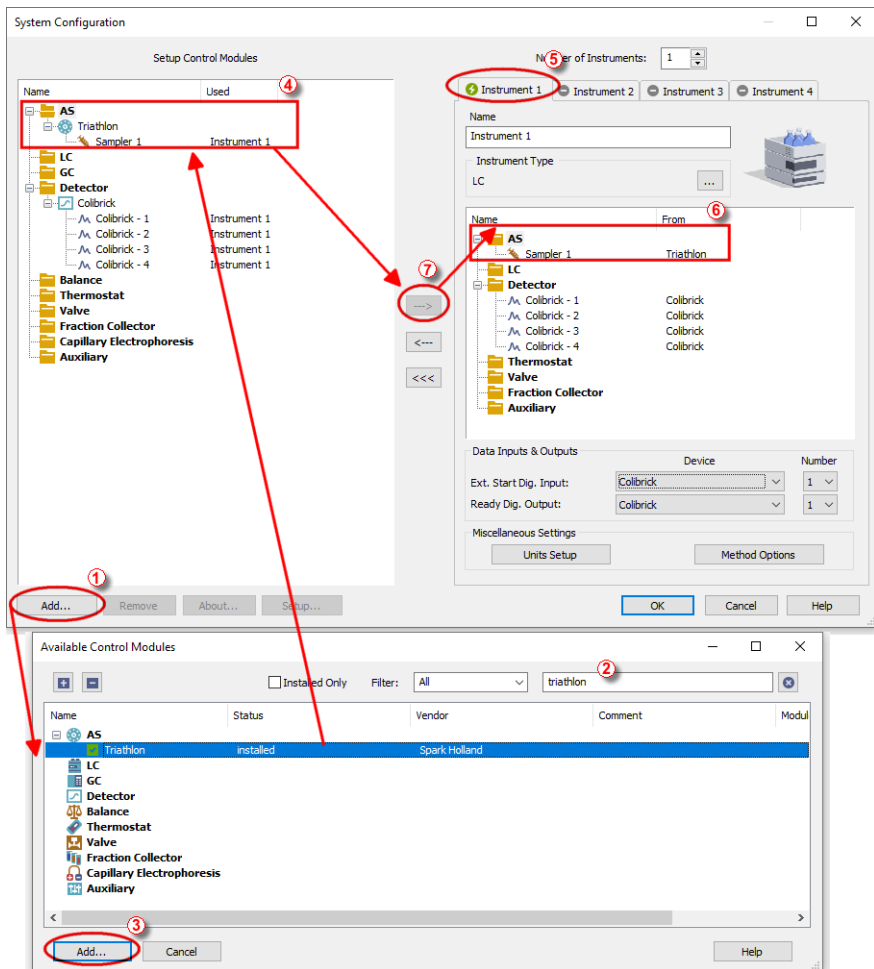 System Configuration
Setup Control Modules
Number of Instruments: 1
④
⑤
Name Used
AS
Triathlon
Sampler 1 Instrument 1
LC
GC
Detector
Colibrick
Colibrick - 1 Instrument 1
Colibrick - 2 Instrument 1
Colibrick - 3 Instrument 1
Colibrick - 4 Instrument 1
Balance
Thermostat
Valve
Fraction Collector
Capillary Electrophoresis
Auxiliary
⑦
--->
<---
<<<
Instrument 1 Instrument 2 Instrument 3 Instrument 4
Name
Instrument 1
Instrument Type
LC ...
⑥
Name From
AS
Sampler 1 Triathlon
LC
Detector
Colibrick - 1 Colibrick
Colibrick - 2 Colibrick
Colibrick - 3 Colibrick
Colibrick - 4 Colibrick
Thermostat
Valve
Fraction Collector
Auxiliary
Data Inputs & Outputs
Device Number
Ext. Start Dig. Input: Colibrick 1
Ready Dig. Output: Colibrick 1
Miscellaneous Settings
Units Setup Method Options
①
Add... Remove About... Setup... OK Cancel Help
Available Control Modules
②
Installed Only Filter: All triathlon
Name Status Vendor Comment Modul
AS
Triathlon installed Spark Holland
LC
GC
Detector
Balance
Thermostat
Valve
Fraction Collector
Capillary Electrophoresis
Auxiliary
③
Add... Cancel Help